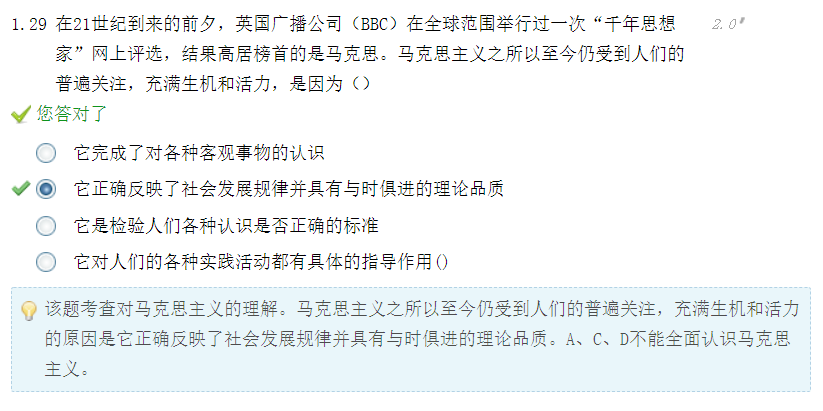 1.29 在21世纪到来的前夕，英国广播公司（BBC）在全球范围举行过一次“千年思想 2.0
家”网上评选，结果高居榜首的是马克思。马克思主义之所以至今仍受到人们的
普遍关注，充满生机和活力，是因为（）
您答对了
它完成了对各种客观事物的认识
它正确反映了社会发展规律并具有与时俱进的理论品质
它是检验人们各种认识是否正确的标准
它对人们的各种实践活动都有具体的指导作用()
该题考查对马克思主义的理解。马克思主义之所以至今仍受到人们的普遍关注，充满生机和活力
的原因是它正确反映了社会发展规律并具有与时俱进的理论品质。A、C、D不能全面认识马克思
主义。